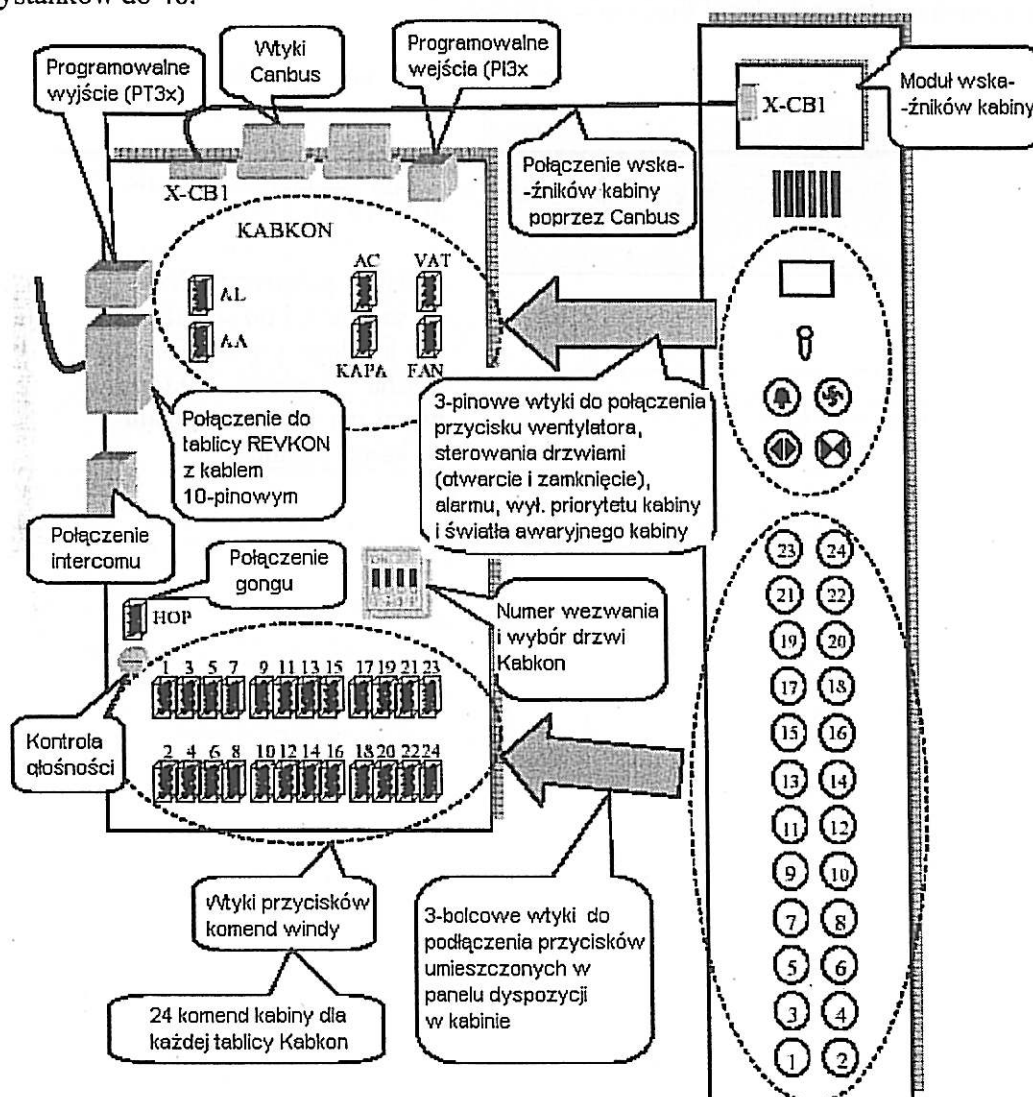 ystanków do 48.
Programowalne
wyjście (PT3x)
Wtyki
Canbus
Programowalne
wejścia (PI3x
X-CB1
Moduł wska-
-źników kabiny
Połączenie wska-
-źników kabiny
poprzez Canbus
X-CB1
KABKON
AC VAT
AL
AA
KAPA FAN
Połączenie do
tablicy REVKON
z kablem
10-pinowym
3-pinowe wtyki do połączenia
przycisku wentylatora,
sterowania drzwiami
(otwarcie i zamknięcie),
alarmu, wył. priorytetu kabiny
i światła awaryjnego kabiny
Połączenie
intercomu
Połączenie
gongu
HOP
Numer wezwania
i wybór drzwi
Kabkon
Kontrola
głośności
1 3 5 7 9 11 13 15 17 19 21 23
2 4 6 8 10 12 14 16 18 20 22 24
Wtyki przycisków
komend windy
24 komend kabiny dla
każdej tablicy Kabkon
3-bolcowe wtyki do
podłączenia przycisków
umieszczonych w
panelu dyspozycji
w kabinie
23 24
21 22
19 20
17 18
15 16
13 14
11 12
9 10
7 8
5 6
3 4
1 2